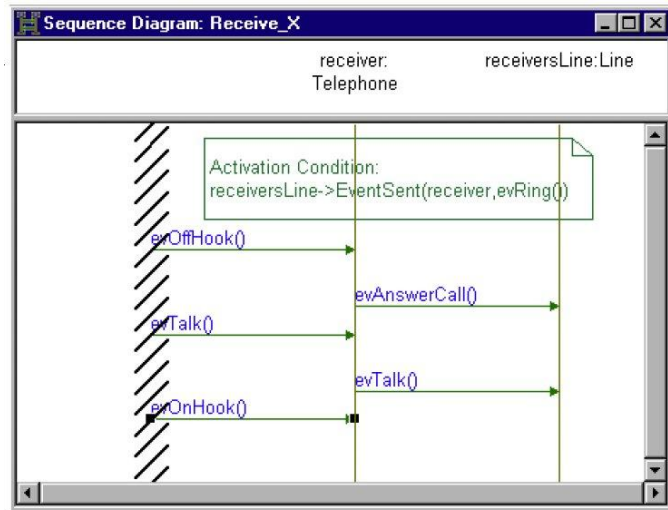 Sequence Diagram: Receive_X
receiver:
Telephone
receiversLine:Line
Activation Condition:
receiversLine->EventSent(receiver,evRing())
evOffHook()
evAnswerCall()
evTalk()
evTalk()
evOnHook()